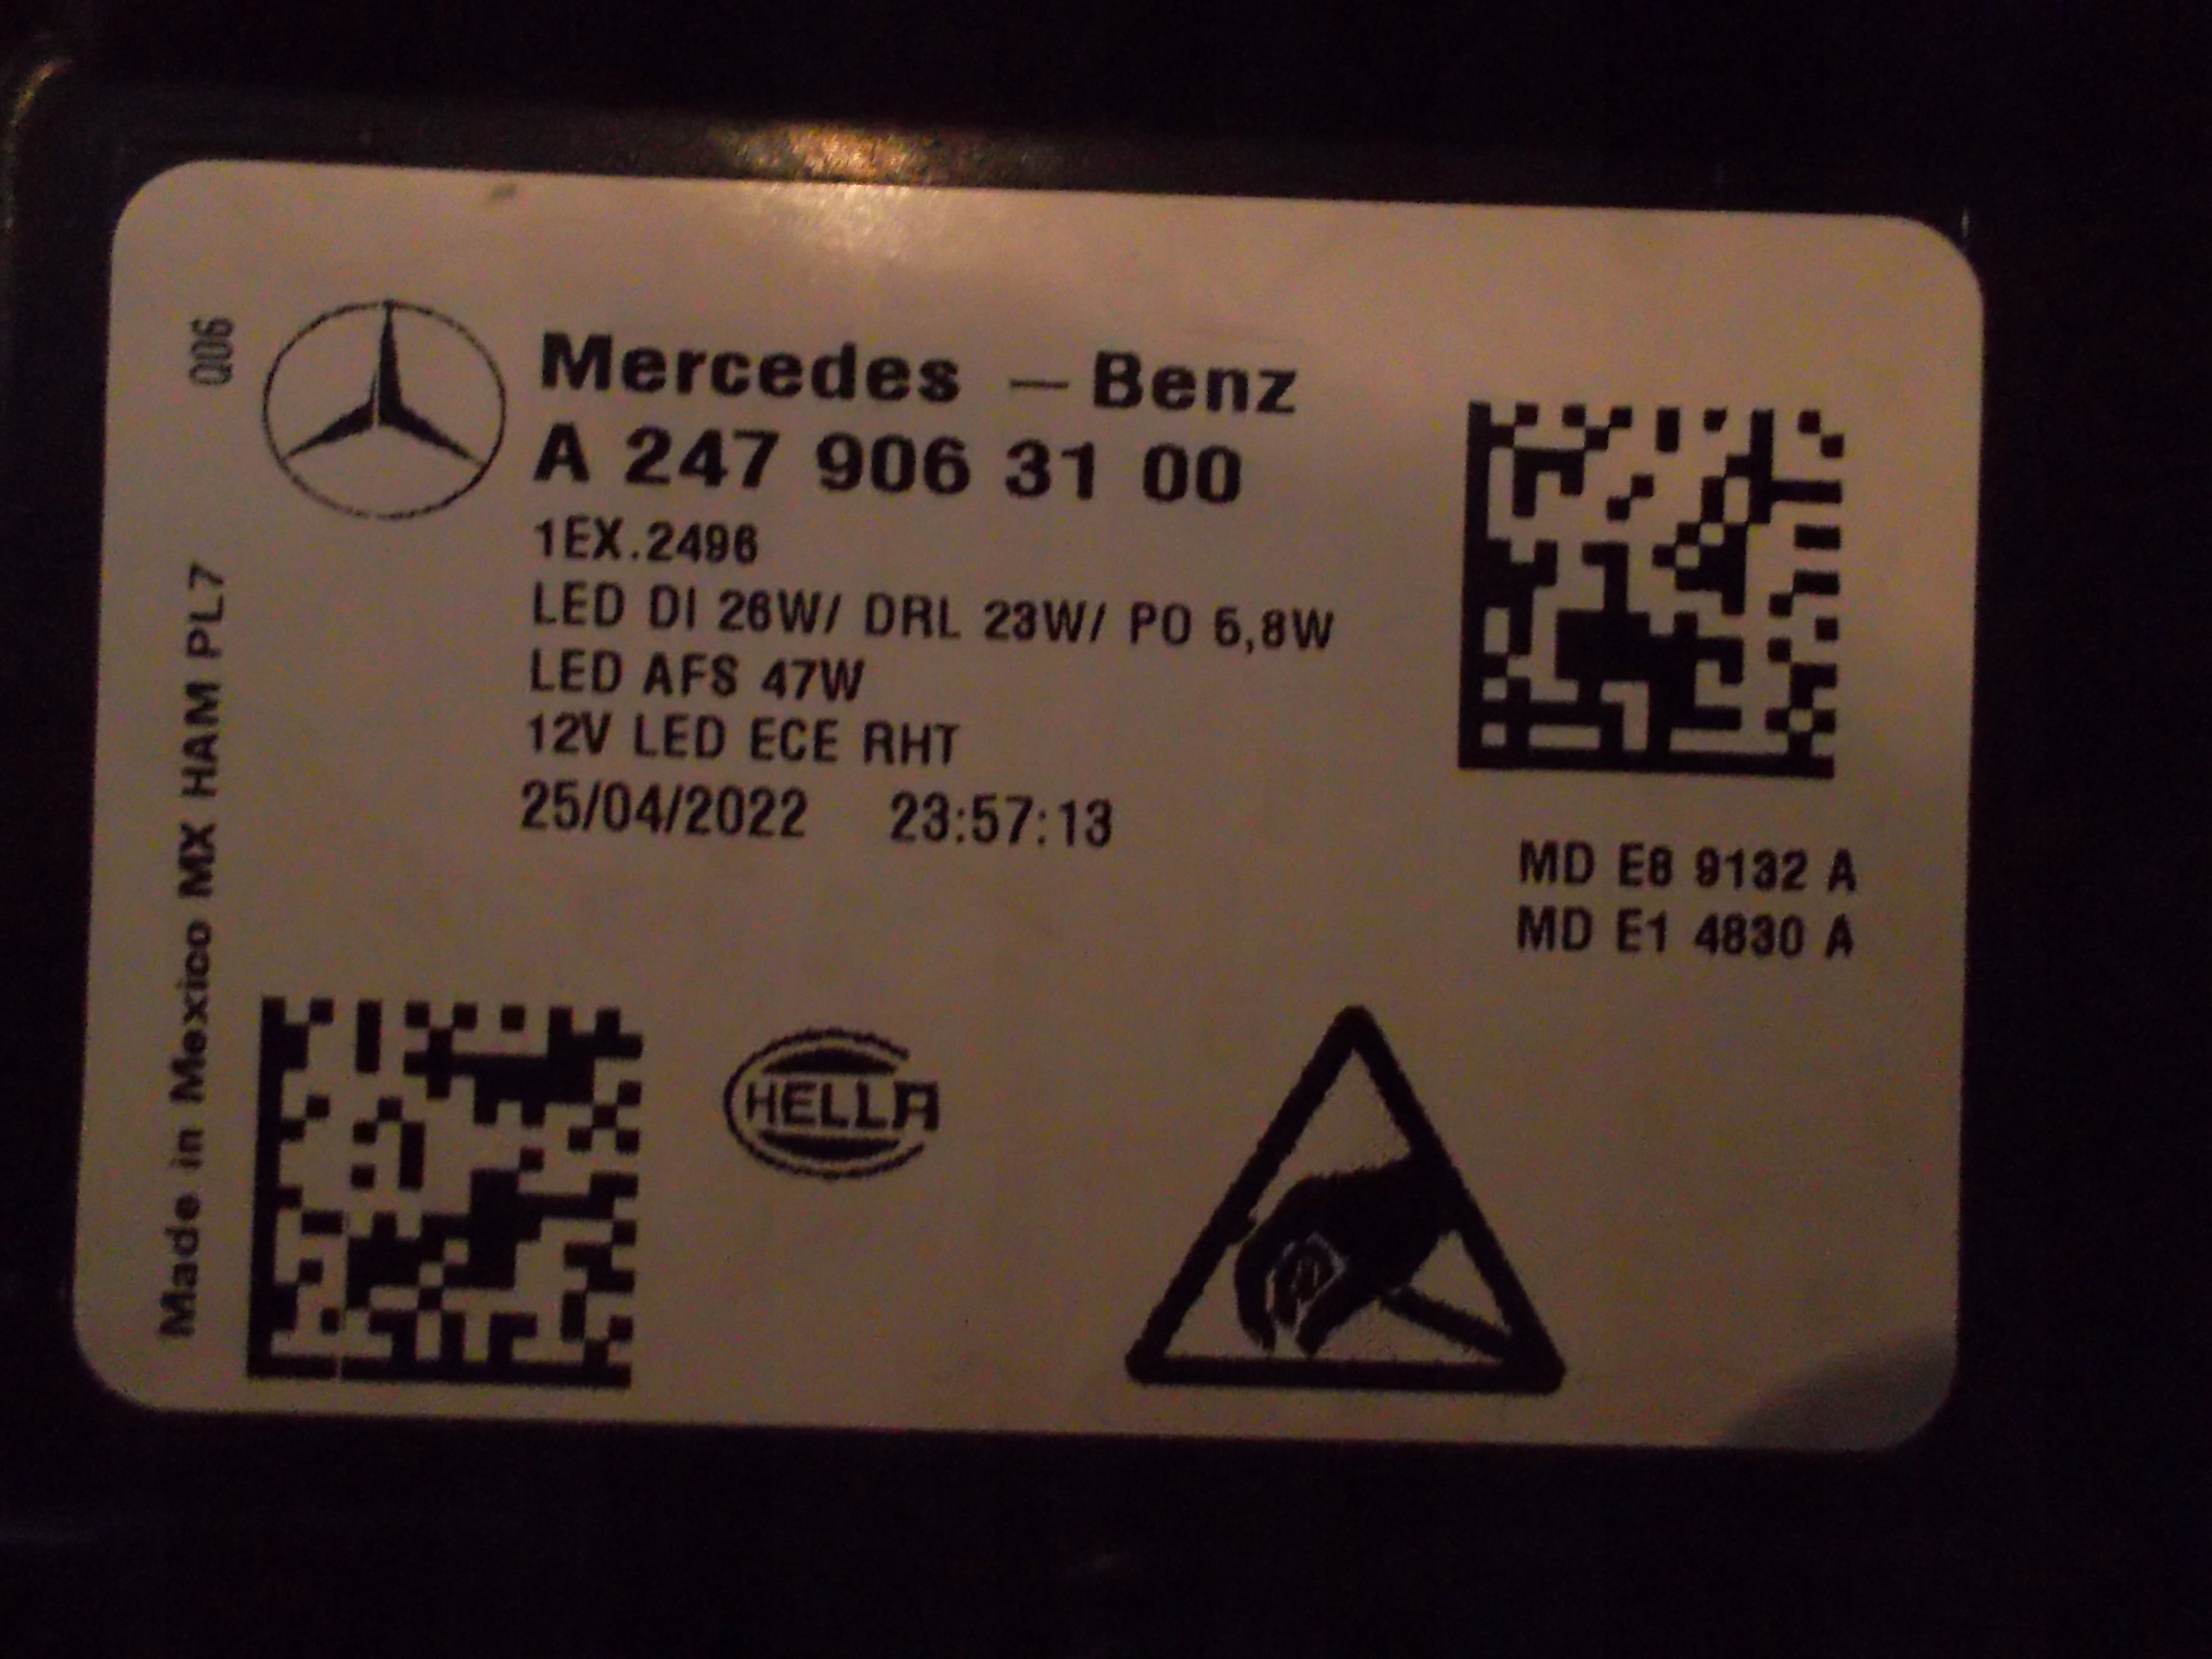 Q06
Mercedes – Benz
A 247 906 31 00
1EX.2496
LED DI 26W/ DRL 23W/ PO 6,8W
LED AFS 47W
12V LED ECE RHT
25/04/2022 23:57:13
MD E8 9132 A
MD E1 4830 A
Made in Mexico MX HAM PL7
HELLA